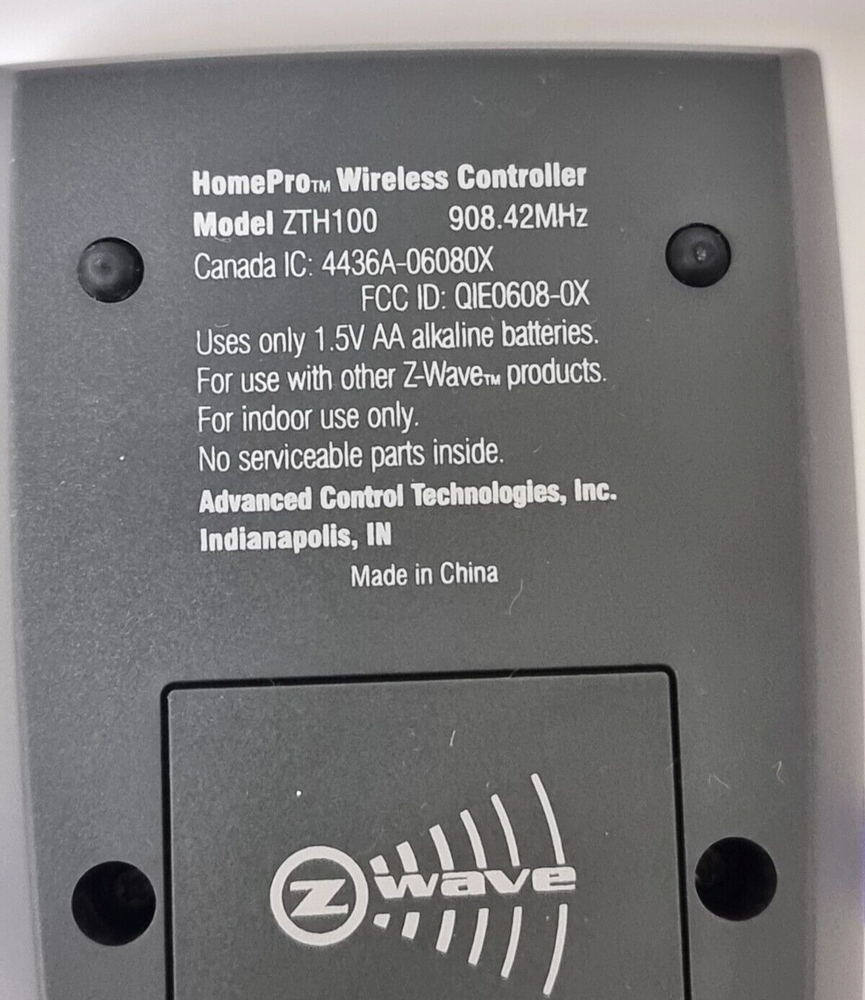 HomePro™ Wireless Controller
Model ZTH100 908.42MHz
Canada IC: 4436A-06080X
FCC ID: QIE0608-0X
Uses only 1.5V AA alkaline batteries.
For use with other Z-Wave™ products.
For indoor use only.
No serviceable parts inside.
Advanced Control Technologies, Inc.
Indianapolis, IN
Made in China
Z wave